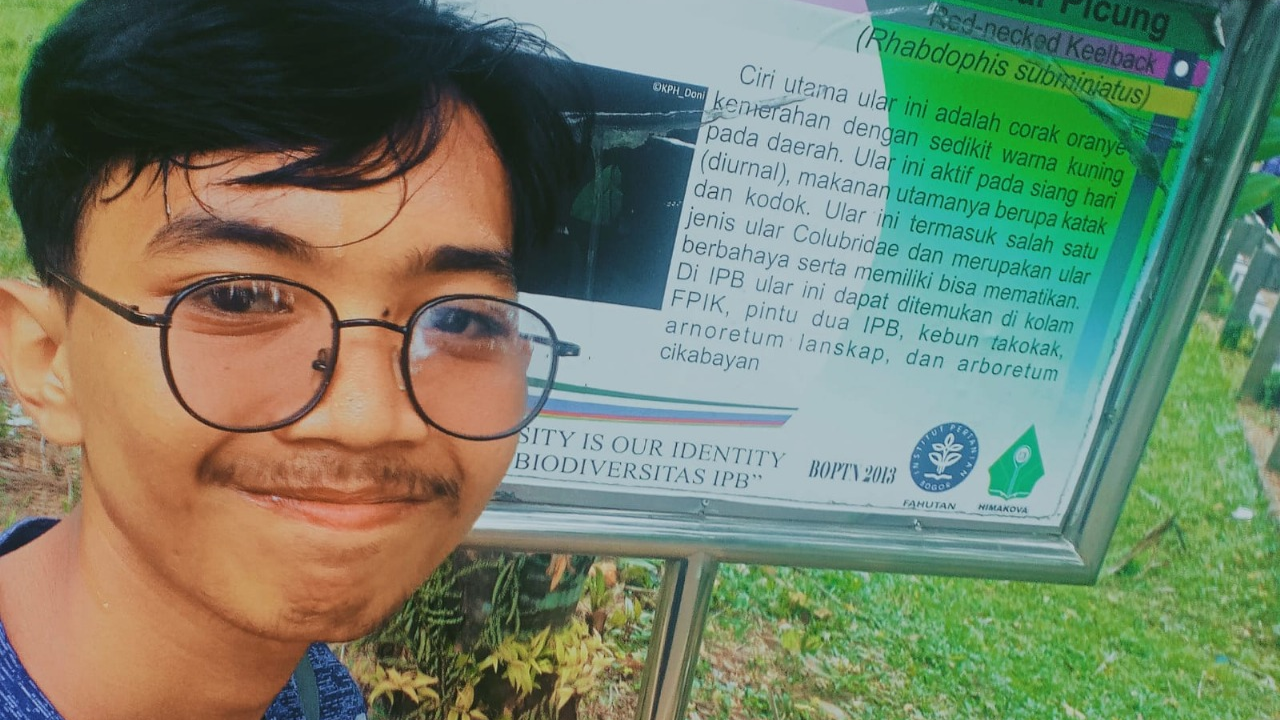 Picung
Red-necked Keelback
(Rhabdophis subminiatus)
©KPH_Doni
Ciri utama ular ini adalah corak oranye
kemerahan dengan sedikit warna kuning
pada daerah. Ular ini aktif pada siang hari
(diurnal), makanan utamanya berupa katak
dan kodok. Ular ini termasuk salah satu
jenis ular Colubridae dan merupakan ular
berbahaya serta memiliki bisa mematikan.
Di IPB ular ini dapat ditemukan di kolam
FPIK, pintu dua IPB, kebun takokak,
arnoretum lanskap, dan arboretum
cikabayan
SITY IS OUR IDENTITY
BIODIVERSITAS IPB”
BOPTN 2013
INSTITUT PERTANIAN
BOGOR
FAHUTAN
HIMAKOVA